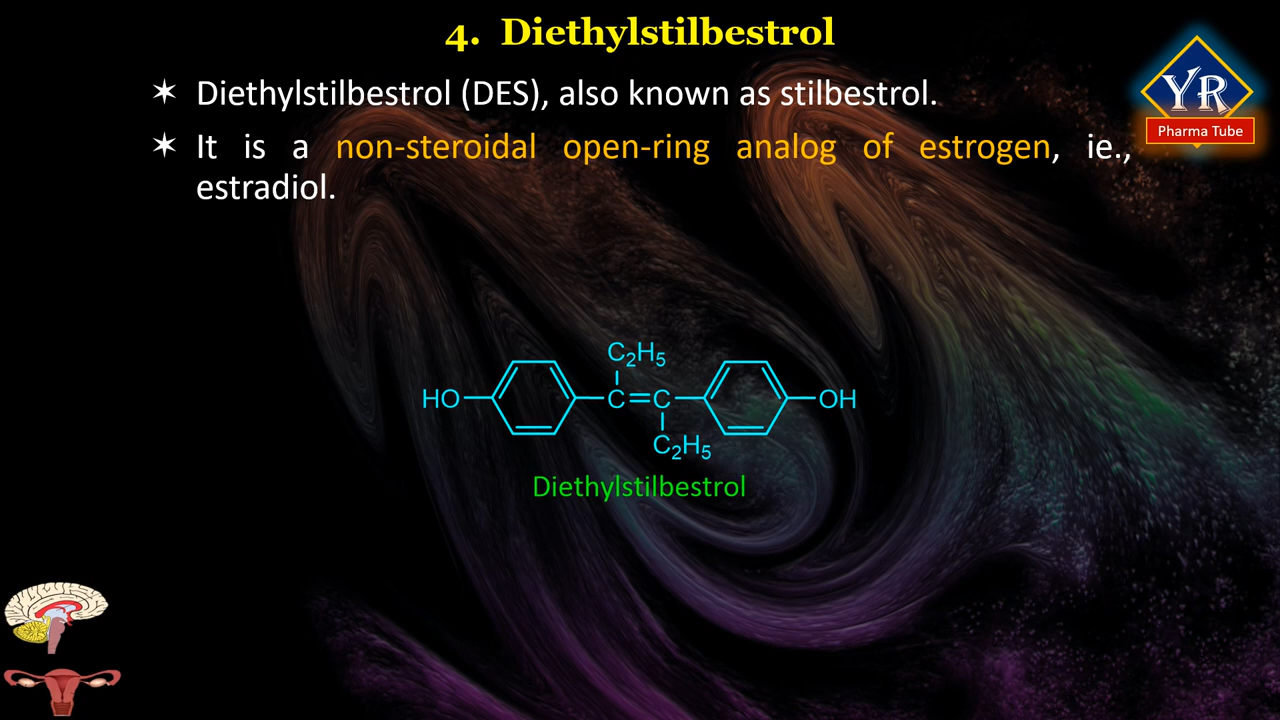 4. Diethylstilbestrol
YR
Pharma Tube
✶ Diethylstilbestrol (DES), also known as stilbestrol.
✶ It is a non-steroidal open-ring analog of estrogen, ie.,
estradiol.
C₂H₅
HO C=C OH
C₂H₅
Diethylstilbestrol